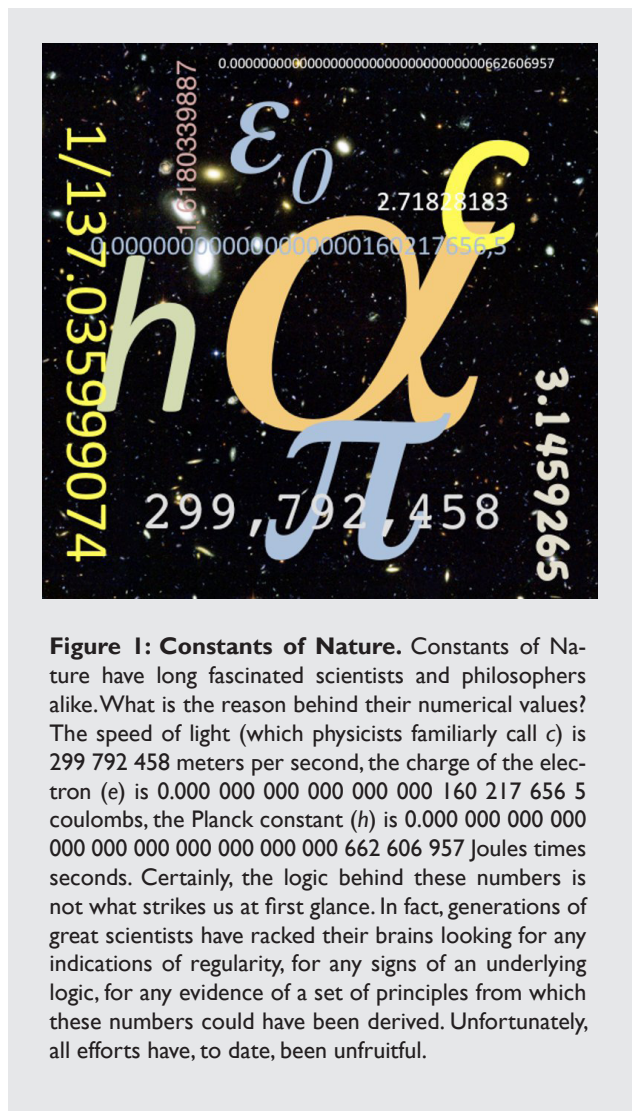 0.000000000000000000000000000000000662606957
1.6180339887
ε0
1/137.035999074
c
2.71828183
0.000000000000000000160217656,5
h
α
3.1459265
π
299,792,458
Figure 1: Constants of Nature. Constants of Na-
ture have long fascinated scientists and philosophers
alike. What is the reason behind their numerical values?
The speed of light (which physicists familiarly call c) is
299 792 458 meters per second, the charge of the elec-
tron (e) is 0.000 000 000 000 000 000 160 217 656 5
coulombs, the Planck constant (h) is 0.000 000 000 000
000 000 000 000 000 000 000 662 606 957 Joules times
seconds. Certainly, the logic behind these numbers is
not what strikes us at first glance. In fact, generations of
great scientists have racked their brains looking for any
indications of regularity, for any signs of an underlying
logic, for any evidence of a set of principles from which
these numbers could have been derived. Unfortunately,
all efforts have, to date, been unfruitful.